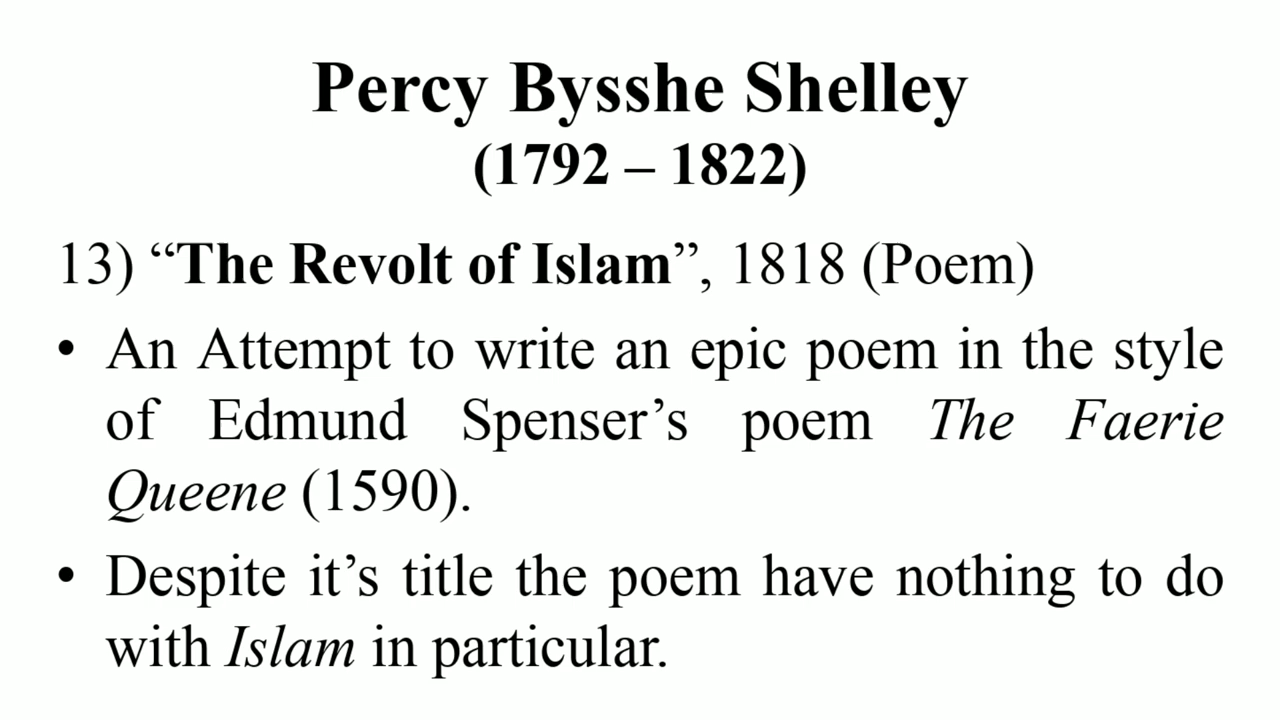 Percy Bysshe Shelley
(1792 – 1822)
13) “The Revolt of Islam”, 1818 (Poem)
• An Attempt to write an epic poem in the style
of Edmund Spenser’s poem The Faerie
Queene (1590).
• Despite it’s title the poem have nothing to do
with Islam in particular.